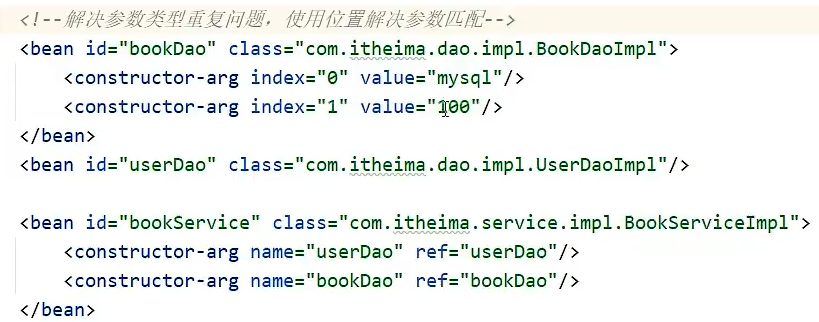 <!--解决参数类型重复问题，使用位置解决参数匹配-->
<bean id="bookDao" class="com.itheima.dao.impl.BookDaoImpl">
    <constructor-arg index="0" value="mysql"/>
    <constructor-arg index="1" value="100"/>
</bean>
<bean id="userDao" class="com.itheima.dao.impl.UserDaoImpl"/>
<bean id="bookService" class="com.itheima.service.impl.BookServiceImpl">
    <constructor-arg name="userDao" ref="userDao"/>
    <constructor-arg name="bookDao" ref="bookDao"/>
</bean>